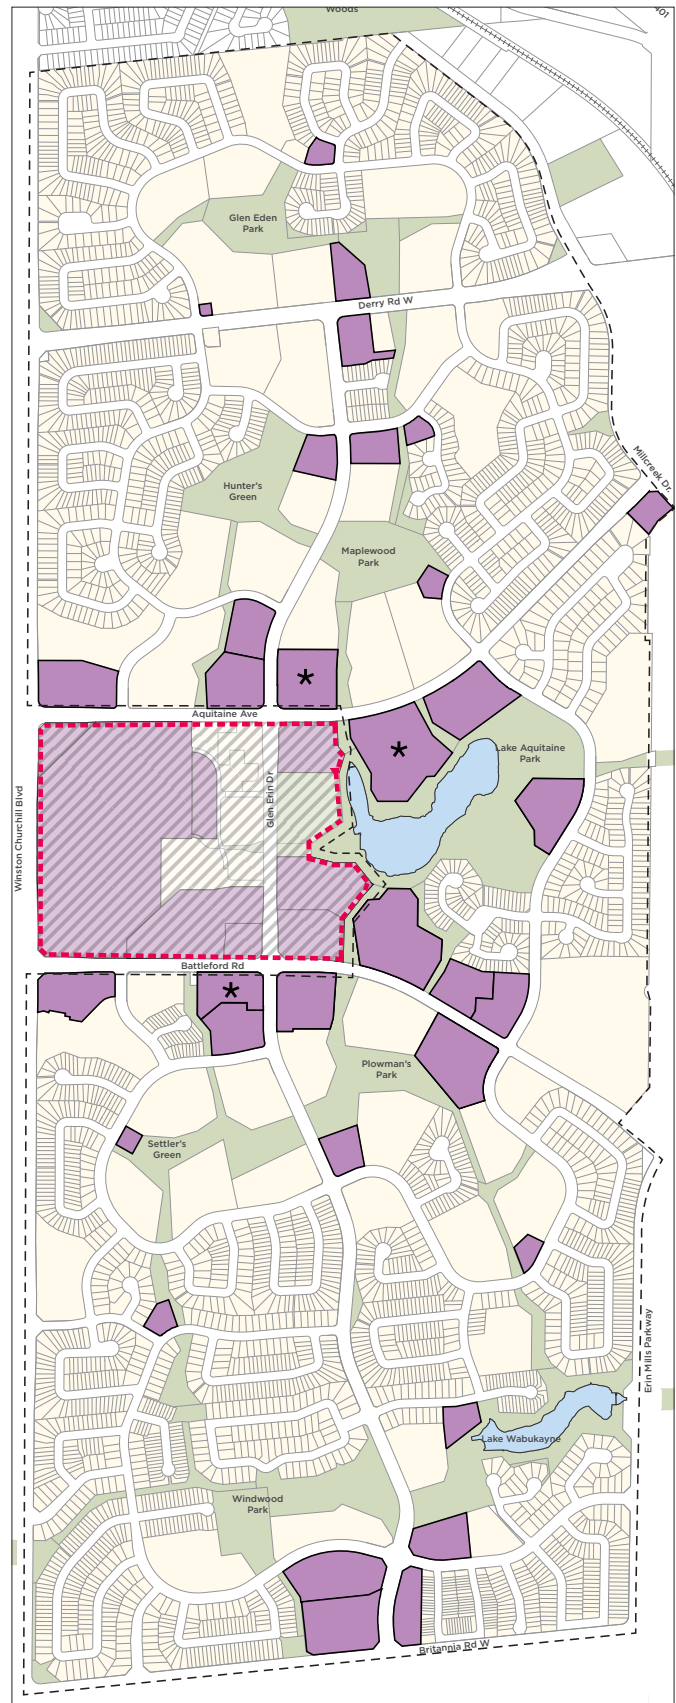 Woods
401
Glen Eden
Park
Derry Rd W
Millcreek Dr.
Hunter's
Green
Maplewood
Park
*
Aquitaine Ave
*
Lake Aquitaine
Park
Winston Churchill Blvd
Glen Erin Dr
Battleford Rd
*
Plowman's
Park
Settler's
Green
Erin Mills Parkway
Lake Wabukayne
Windwood
Park
Britannia Rd W